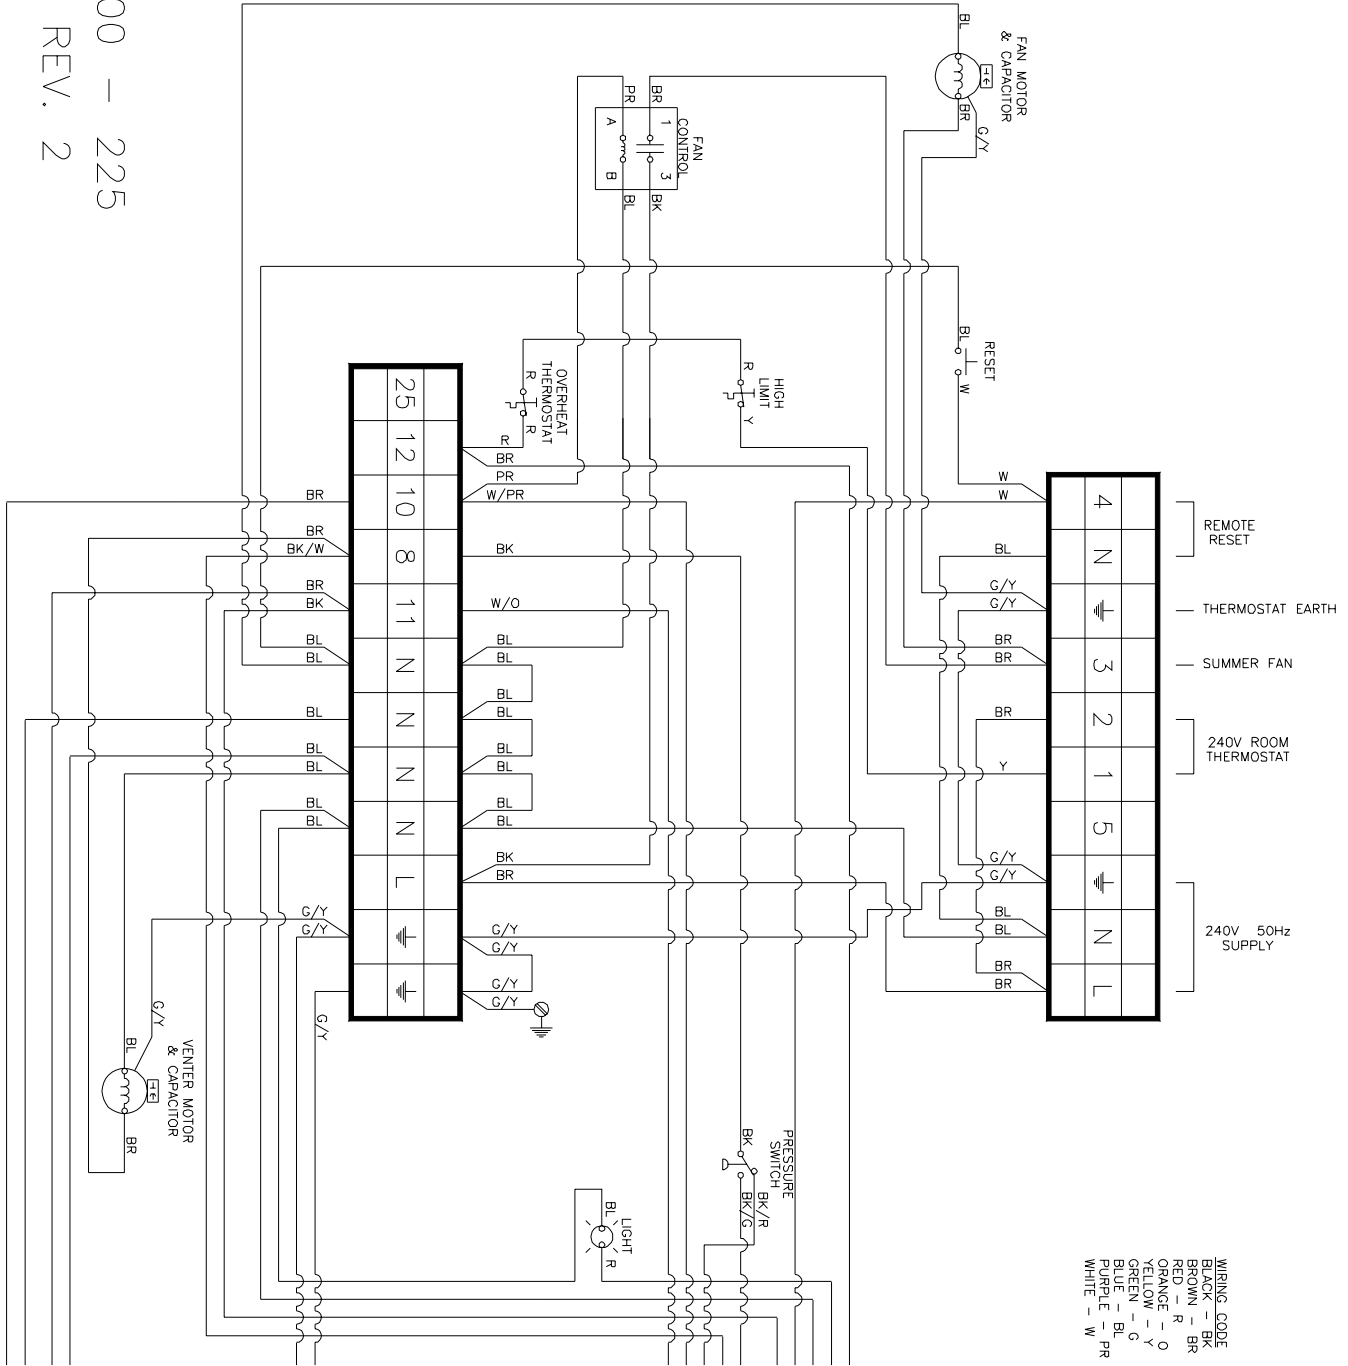 00 - 225
REV. 2
BL
FAN MOTOR
& CAPACITOR
BR
G/Y
PR
BR
A
1
FAN
CONTROL
B
3
BL
BK
BL
RESET
W
R
HIGH
LIMIT
Y
R
OVERHEAT
THERMOSTAT
R
25
12
10
8
11
N
N
N
N
L
R
BR
PR
W/PR
BK
W/O
BL
BL
BL
BL
BL
BL
BL
BL
BK
BR
G/Y
G/Y
G/Y
G/Y
BR
BR
BK/W
BR
BK
BL
BL
BL
BL
BL
BL
BL
G/Y
G/Y
G/Y
W
W
BL
G/Y
G/Y
BR
BR
BR
Y
G/Y
G/Y
BL
BL
BR
BR
4
N
3
2
1
5
N
L
REMOTE
RESET
THERMOSTAT EARTH
SUMMER FAN
240V ROOM
THERMOSTAT
240V 50Hz
SUPPLY
G/Y
BL
VENTER MOTOR
& CAPACITOR
BR
BK
PRESSURE
SWITCH
BK/R
BK/G
BL
LIGHT
R
WIRING CODE
BLACK - BK
BROWN - BR
RED - R
ORANGE - O
YELLOW - Y
GREEN - G
BLUE - BL
PURPLE - PR
WHITE - W